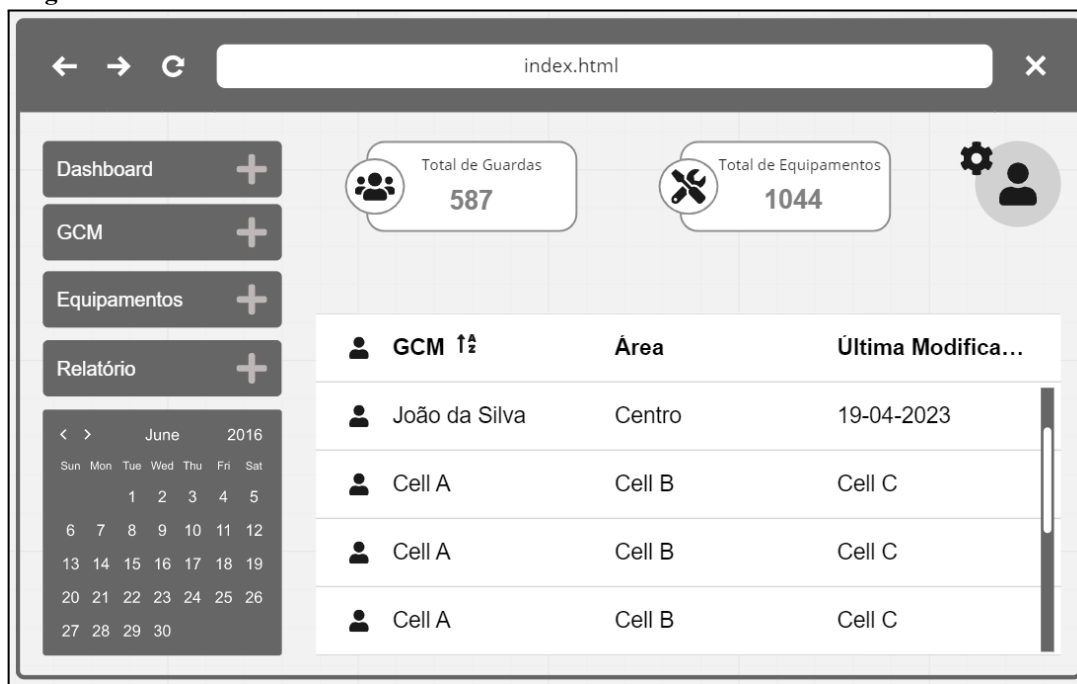 index.html
Dashboard
GCM
Equipamentos
Relatório
June 2016
Sun Mon Tue Wed Thu Fri Sat
1 2 3 4 5
6 7 8 9 10 11 12
13 14 15 16 17 18 19
20 21 22 23 24 25 26
27 28 29 30
Total de Guardas
587
Total de Equipamentos
1044
GCM Área Última Modifica...
João da Silva Centro 19-04-2023
Cell A Cell B Cell C
Cell A Cell B Cell C
Cell A Cell B Cell C